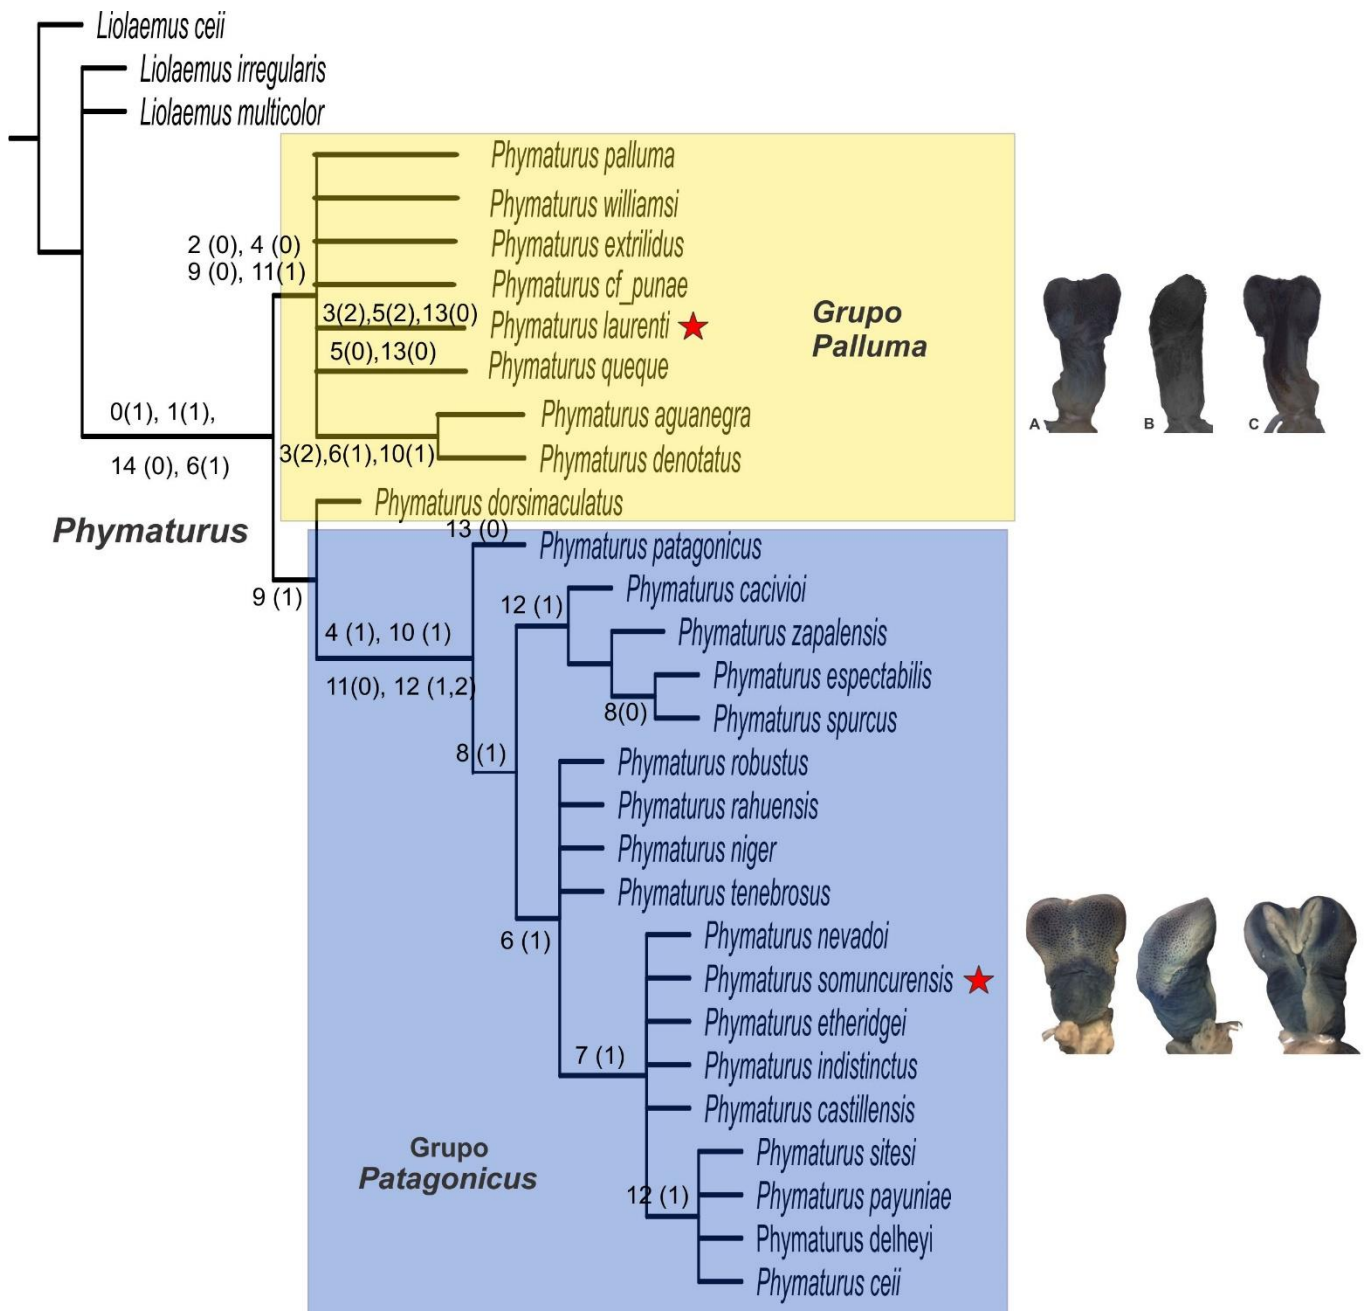 Liolaemus ceii
Liolaemus irregularis
Liolaemus multicolor
Phymaturus palluma
Phymaturus williamsi
2 (0), 4 (0)
Phymaturus extrilidus
9 (0), 11(1)
Phymaturus cf_punae
3(2),5(2),13(0)
Phymaturus laurenti
Grupo
Palluma
5(0),13(0)
Phymaturus queque
0(1), 1(1),
Phymaturus aguanegra
A
B
C
3(2),6(1),10(1)
Phymaturus denotatus
14 (0), 6(1)
Phymaturus dorsimaculatus
Phymaturus
13 (0)
Phymaturus patagonicus
9 (1)
12 (1)
Phymaturus cacivioi
4 (1), 10 (1)
Phymaturus zapalensis
11(0), 12 (1,2)
Phymaturus espectabilis
8(0)
Phymaturus spurcus
8 (1)
Phymaturus robustus
Phymaturus rahuensis
Phymaturus niger
Phymaturus tenebrosus
6 (1)
Phymaturus nevadoi
Phymaturus somuncurensis
Phymaturus etheridgei
7 (1)
Phymaturus indistinctus
Phymaturus castillensis
Grupo
Patagonicus
Phymaturus sitesi
12 (1)
Phymaturus payuniae
Phymaturus delheyi
Phymaturus ceii